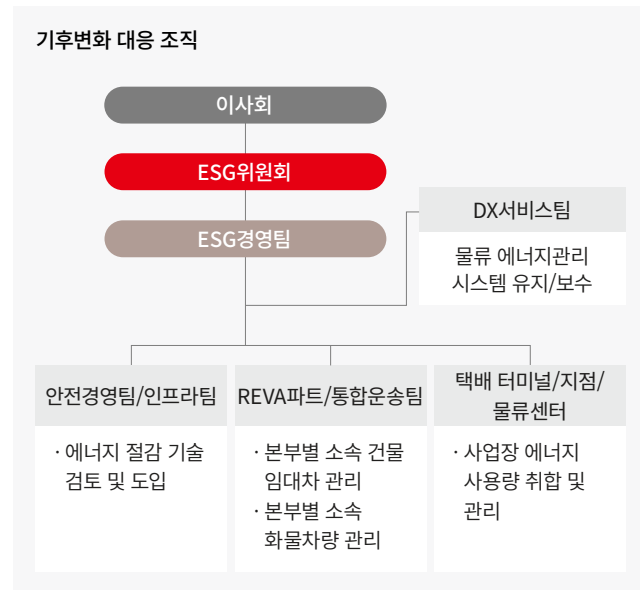 기후변화 대응 조직
이사회
ESG위원회
ESG경영팀
DX서비스팀
물류 에너지관리
시스템 유지/보수
안전경영팀/인프라팀
· 에너지 절감 기술
검토 및 도입
REVA파트/통합운송팀
· 본부별 소속 건물
임대차 관리
· 본부별 소속
화물차량 관리
택배 터미널/지점/
물류센터
· 사업장 에너지
사용량 취합 및
관리